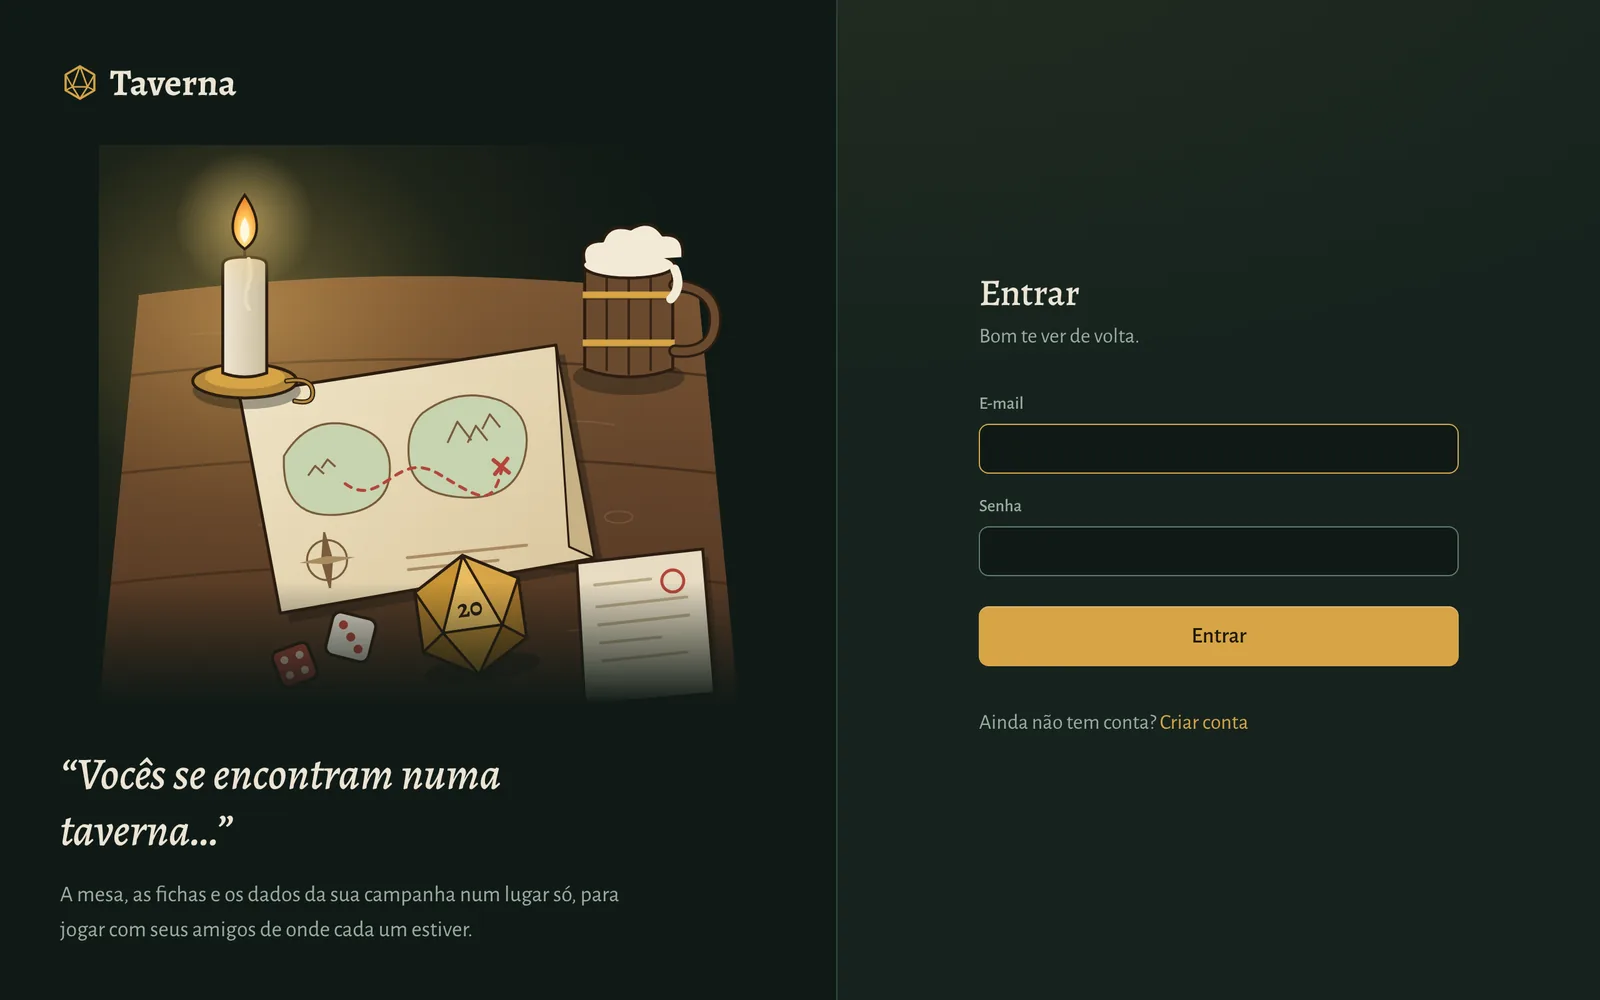 Taverna
20
“Vocês se encontram numa
taverna...”
A mesa, as fichas e os dados da sua campanha num lugar só, para
jogar com seus amigos de onde cada um estiver.
Entrar
Bom te ver de volta.
E-mail
Senha
Entrar
Ainda não tem conta? Criar conta